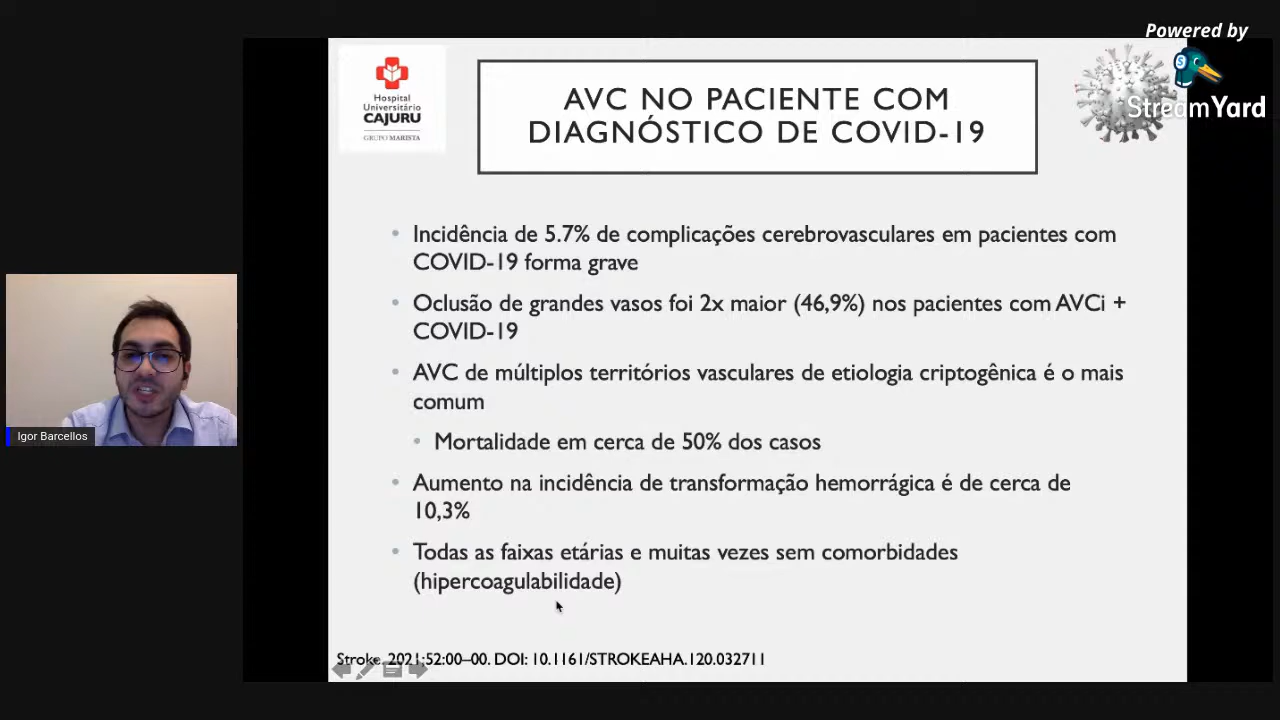 Powered by
StreamYard
Hospital
Universitário
CAJURU
GRUPO MARISTA
AVC NO PACIENTE COM
DIAGNÓSTICO DE COVID-19
• Incidência de 5.7% de complicações cerebrovasculares em pacientes com
COVID-19 forma grave
• Oclusão de grandes vasos foi 2x maior (46,9%) nos pacientes com AVCi +
COVID-19
• AVC de múltiplos territórios vasculares de etiologia criptogênica é o mais
comum
• Mortalidade em cerca de 50% dos casos
• Aumento na incidência de transformação hemorrágica é de cerca de
10,3%
• Todas as faixas etárias e muitas vezes sem comorbidades
(hipercoagulabilidade)
Igor Barcellos
Stroke. 2021;52:00–00. DOI: 10.1161/STROKEAHA.120.032711